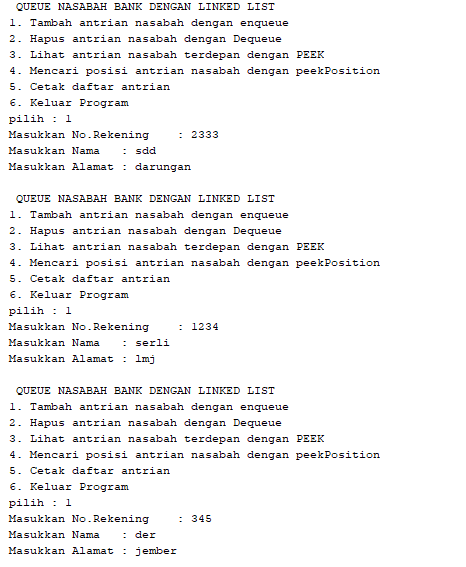 QUEUE NASABAH BANK DENGAN LINKED LIST
1. Tambah antrian nasabah dengan enqueue
2. Hapus antrian nasabah dengan Dequeue
3. Lihat antrian nasabah terdepan dengan PEEK
4. Mencari posisi antrian nasabah dengan peekPosition
5. Cetak daftar antrian
6. Keluar Program
pilih : 1
Masukkan No.Rekening    : 2333
Masukkan Nama   : sdd
Masukkan Alamat : darungan

QUEUE NASABAH BANK DENGAN LINKED LIST
1. Tambah antrian nasabah dengan enqueue
2. Hapus antrian nasabah dengan Dequeue
3. Lihat antrian nasabah terdepan dengan PEEK
4. Mencari posisi antrian nasabah dengan peekPosition
5. Cetak daftar antrian
6. Keluar Program
pilih : 1
Masukkan No.Rekening    : 1234
Masukkan Nama   : serli
Masukkan Alamat : lmj

QUEUE NASABAH BANK DENGAN LINKED LIST
1. Tambah antrian nasabah dengan enqueue
2. Hapus antrian nasabah dengan Dequeue
3. Lihat antrian nasabah terdepan dengan PEEK
4. Mencari posisi antrian nasabah dengan peekPosition
5. Cetak daftar antrian
6. Keluar Program
pilih : 1
Masukkan No.Rekening    : 345
Masukkan Nama   : der
Masukkan Alamat : jember